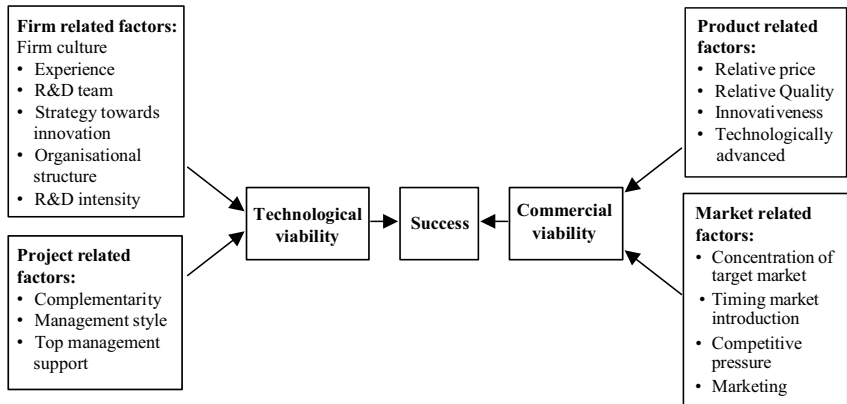 Firm related factors:
Firm culture
• Experience
• R&D team
• Strategy towards
innovation
• Organisational
structure
• R&D intensity
Project related
factors:
• Complementarity
• Management style
• Top management
support
Technological
viability
Success
Commercial
viability
Product related
factors:
• Relative price
• Relative Quality
• Innovativeness
• Technologically
advanced
Market related
factors:
• Concentration of
target market
• Timing market
introduction
• Competitive
pressure
• Marketing